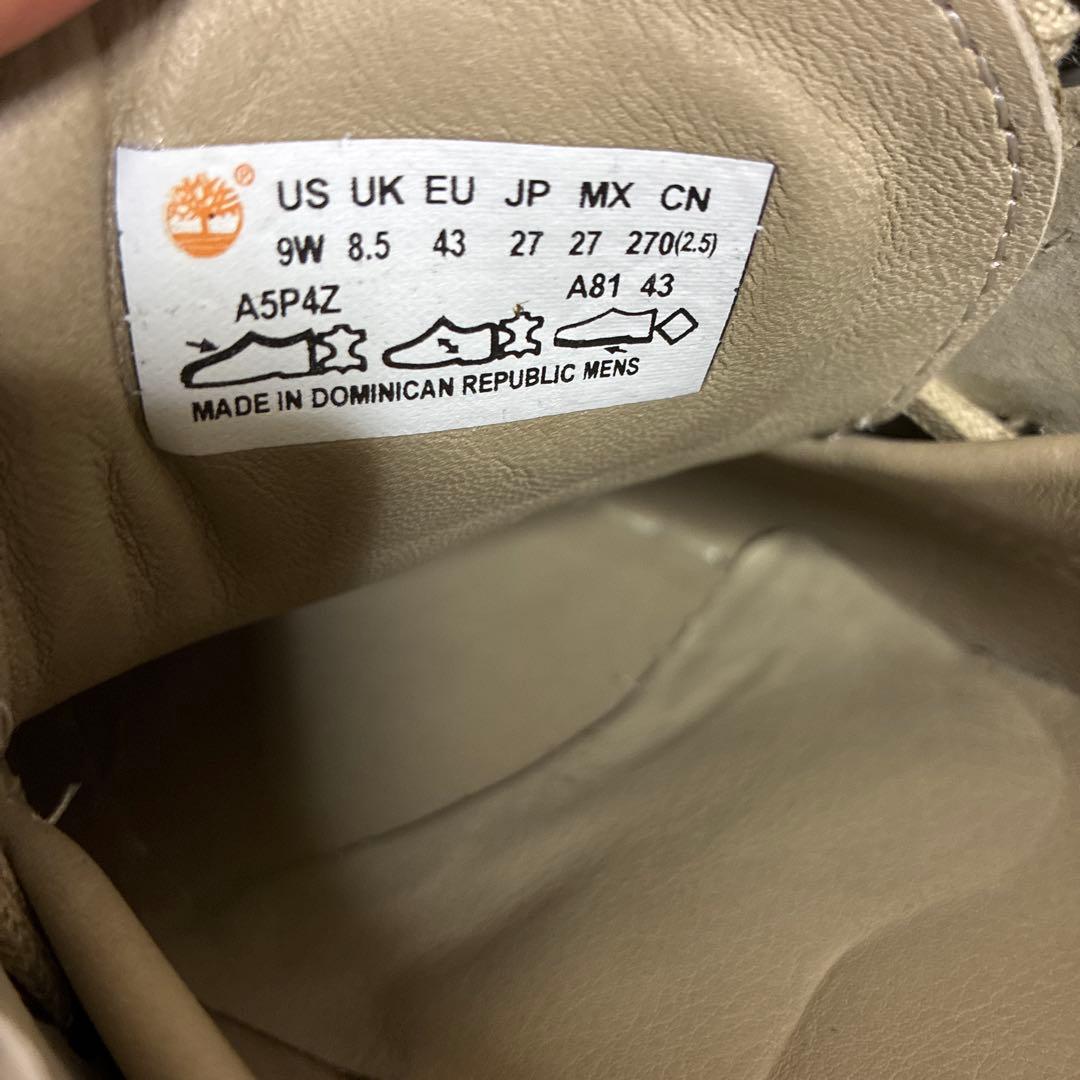 ® US UK EU JP MX CN
9W 8.5 43 27 27 270(2.5)
A5P4Z A81 43
MADE IN DOMINICAN REPUBLIC MENS